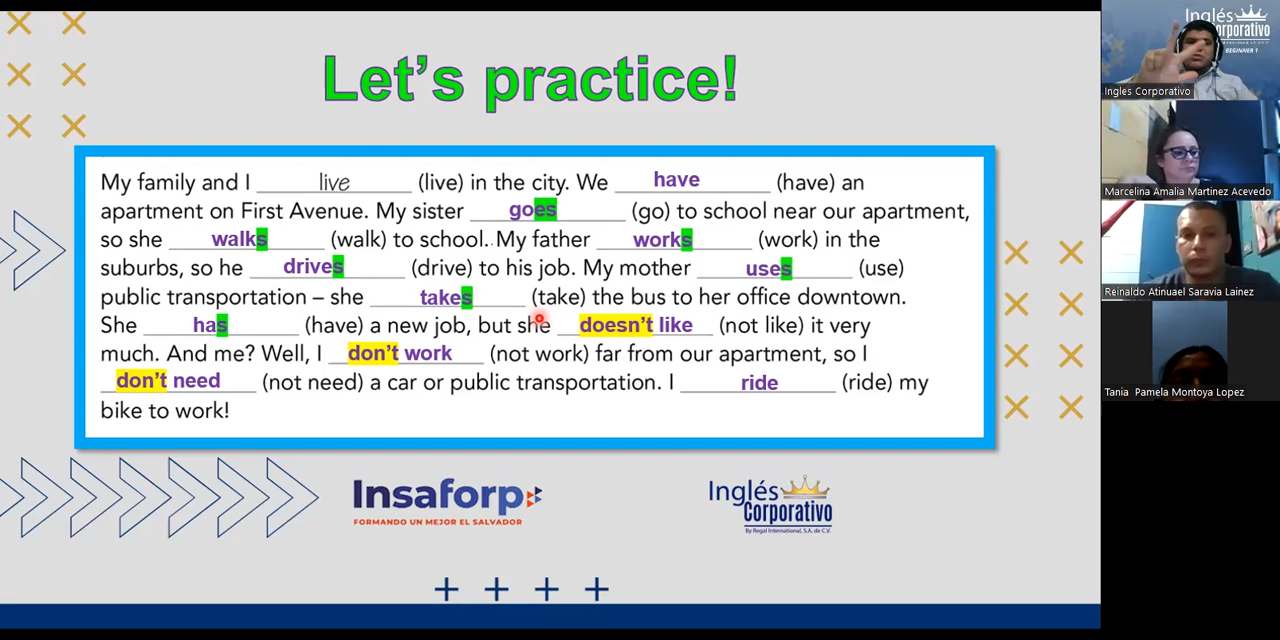 Let's practice!
My family and I live (live) in the city. We have (have) an
apartment on First Avenue. My sister goes (go) to school near our apartment,
so she walks (walk) to school. My father works (work) in the
suburbs, so he drives (drive) to his job. My mother uses (use)
public transportation – she takes (take) the bus to her office downtown.
She has (have) a new job, but she doesn't like (not like) it very
much. And me? Well, I don't work (not work) far from our apartment, so I
don't need (not need) a car or public transportation. I ride (ride) my
bike to work!
Insaforp
FORMANDO UN MEJOR EL SALVADOR
Inglés
Corporativo
By Regal International, S.A. de C.V.
Inglés
Corporativo
BEGINNER 1
Ingles Corporativo
Marcelina Amalia Martinez Acevedo
Reinaldo Atinuael Saravia Lainez
Tania Pamela Montoya Lopez